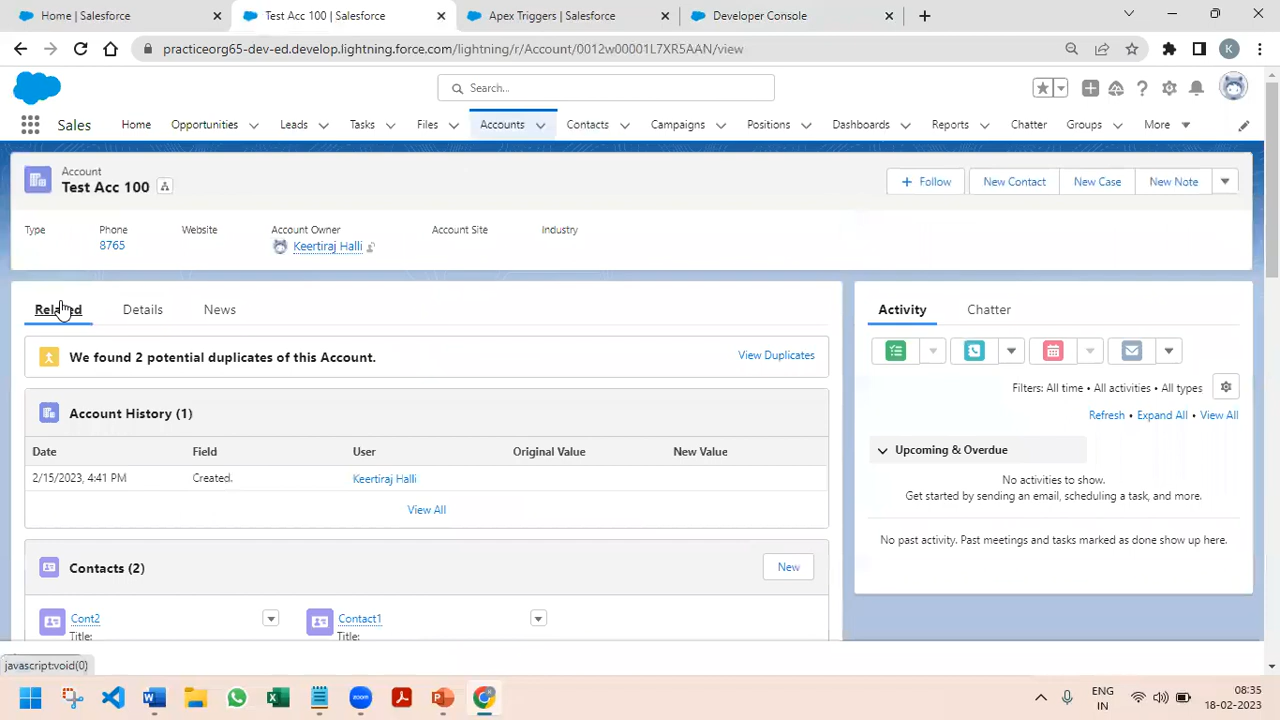 Home | Salesforce
Test Acc 100 | Salesforce
Apex Triggers | Salesforce
Developer Console
practiceorg65-dev-ed.develop.lightning.force.com/lightning/r/Account/0012w00001L7XR5AAN/view
K
Search...
Sales
Home
Opportunities
Leads
Tasks
Files
Accounts
Contacts
Campaigns
Positions
Dashboards
Reports
Chatter
Groups
More
Account
Test Acc 100
+ Follow
New Contact
New Case
New Note
Type
Phone
Website
Account Owner
Account Site
Industry
8765
Keertiraj Halli
Related
Details
News
We found 2 potential duplicates of this Account.
View Duplicates
Account History (1)
Date Field User Original Value New Value
2/15/2023, 4:41 PM Created. Keertiraj Halli
View All
Contacts (2)
New
Cont2
Title:
Contact1
Title:
Activity
Chatter
Filters: All time • All activities • All types
Refresh • Expand All • View All
Upcoming & Overdue
No activities to show.
Get started by sending an email, scheduling a task, and more.
No past activity. Past meetings and tasks marked as done show up here.
javascript:void(0)
ENG
IN
08:35
18-02-2023